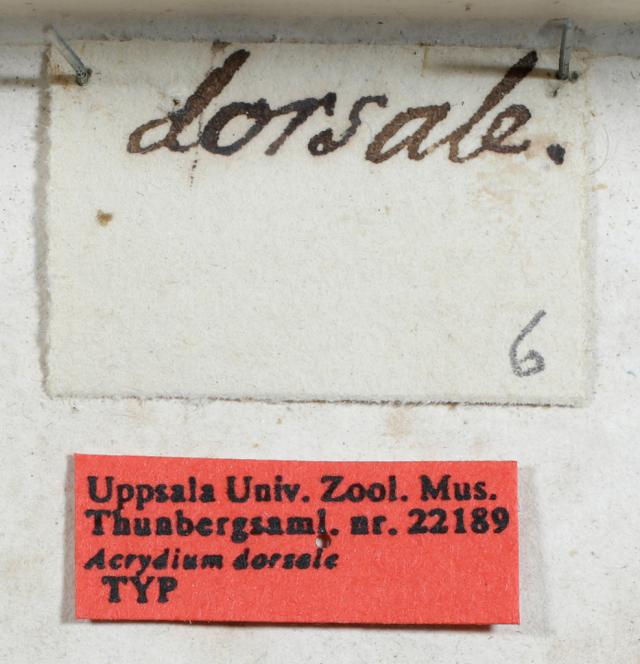 dorsale.
6
Uppsala Univ. Zool. Mus.
Thunbergsaml. nr. 22189
Acrydium dorsale
TYP